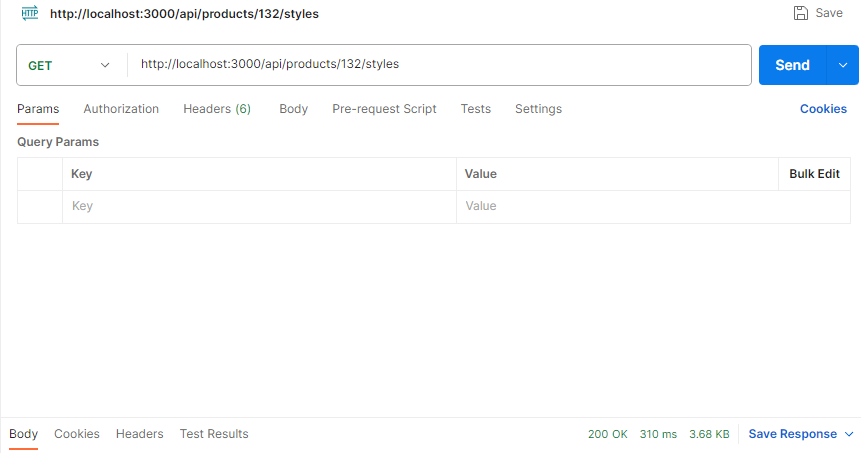 HTTP http://localhost:3000/api/products/132/styles Save
GET http://localhost:3000/api/products/132/styles Send
Params Authorization Headers (6) Body Pre-request Script Tests Settings Cookies
Query Params
Key Value Bulk Edit
Key Value
Body Cookies Headers Test Results 200 OK 310 ms 3.68 KB Save Response